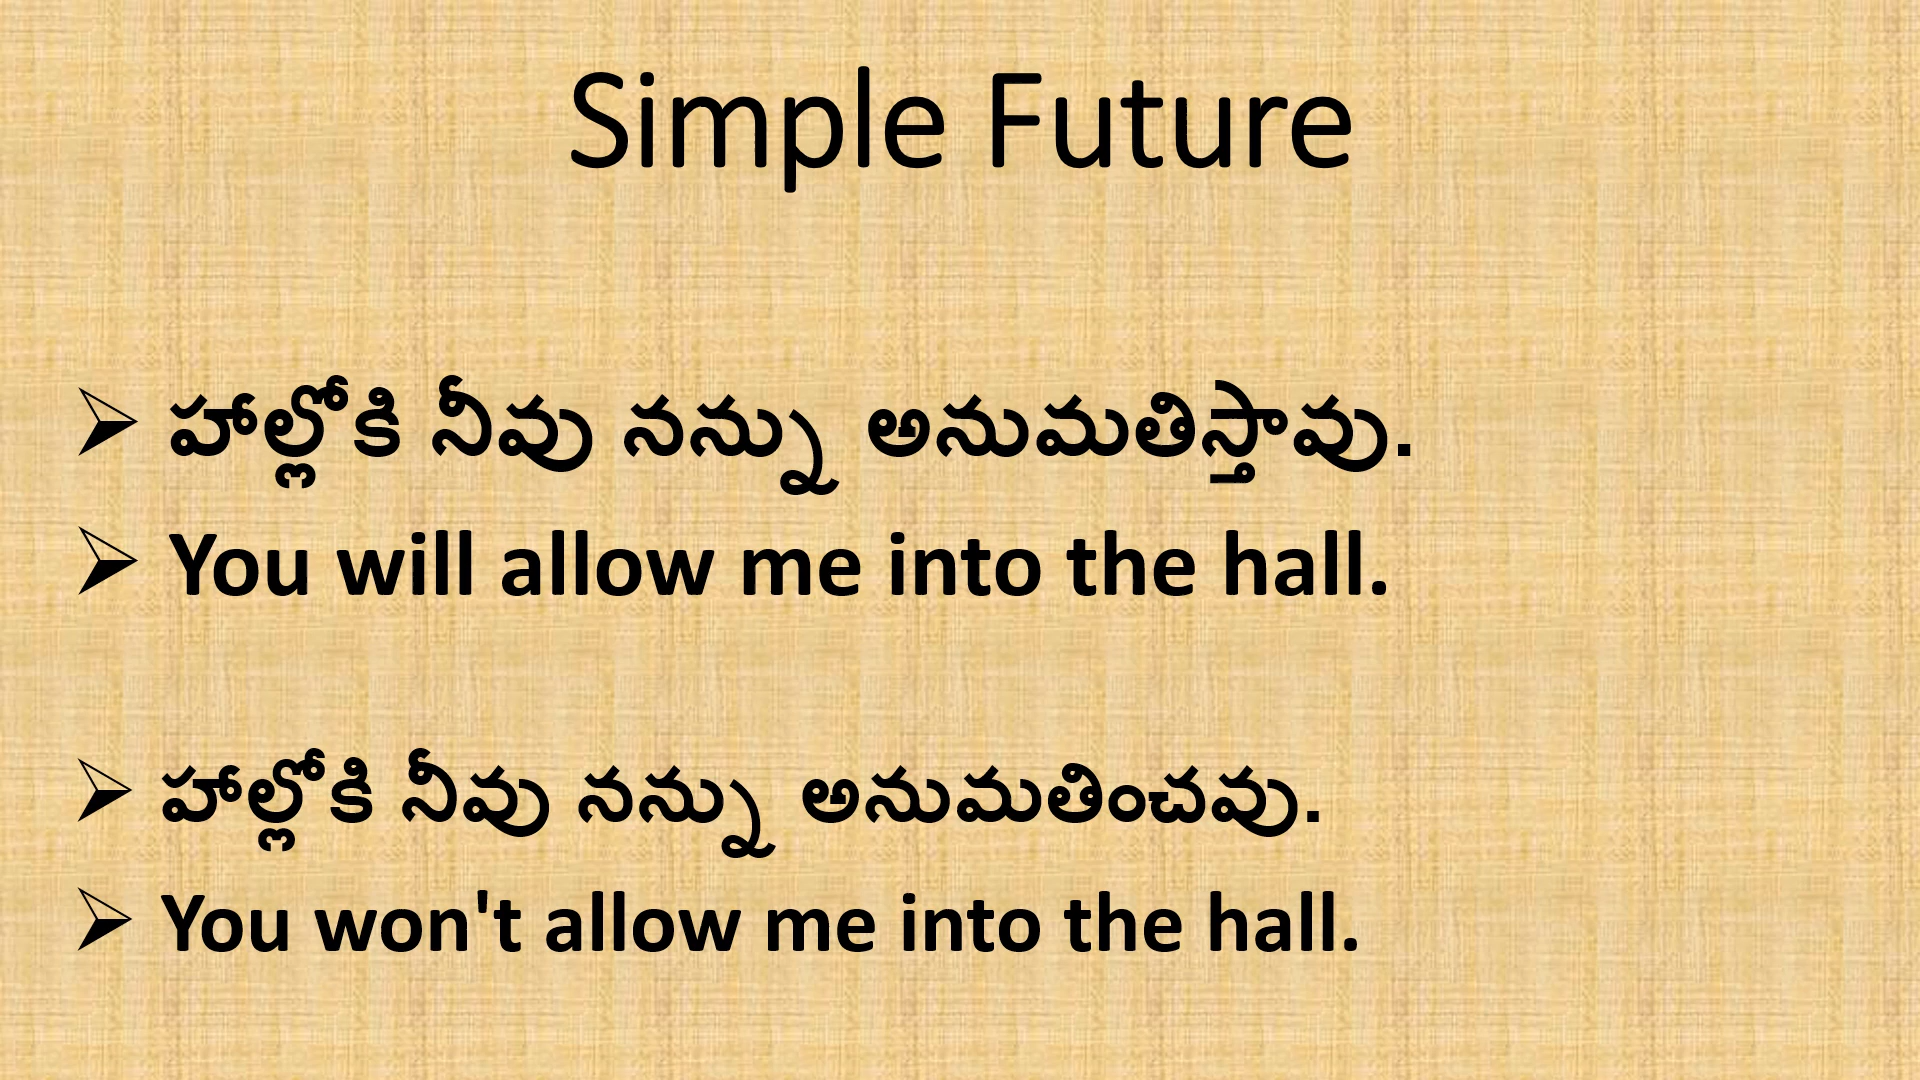 Simple Future
➢ హాల్లోకి నీవు నన్ను అనుమతిస్తావు.
➢ You will allow me into the hall.
➢ హాల్లోకి నీవు నన్ను అనుమతించవు.
➢ You won't allow me into the hall.